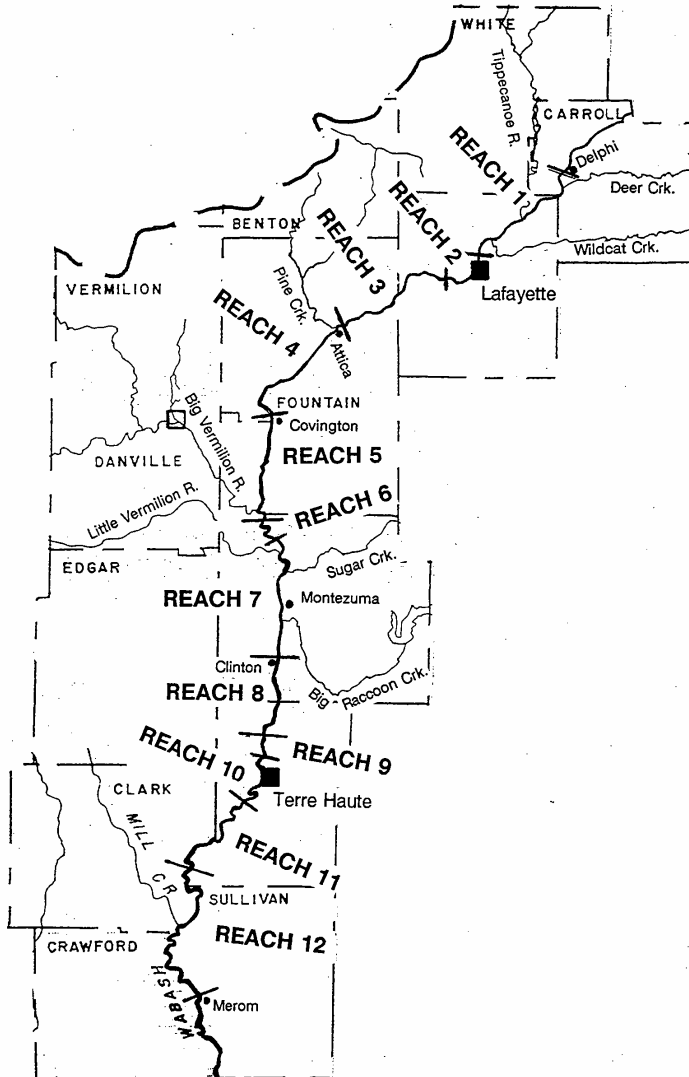 WHITE
Tippecanoe R.
CARROLL
REACH 1
Delphi
Deer Crk.
REACH 2
Wildcat Crk.
BENTON
REACH 3
Lafayette
VERMILION
Pine Crk.
REACH 4
Attica
FOUNTAIN
Covington
Big Vermilion R.
DANVILLE
REACH 5
Little Vermilion R.
REACH 6
EDGAR
Sugar Crk.
REACH 7
Montezuma
Clinton
REACH 8
Big Raccoon Crk.
REACH 10
REACH 9
CLARK
Terre Haute
MILL CR
REACH 11
SULLIVAN
CRAWFORD
REACH 12
WABASH
Merom